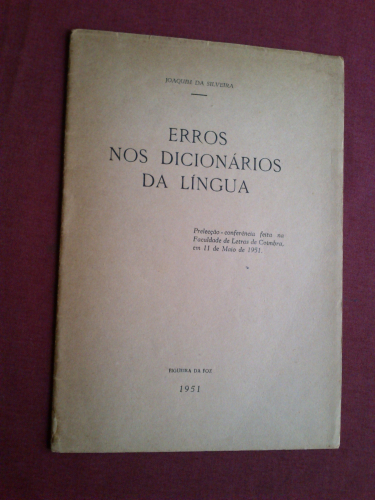 JOAQUIM DA SILVEIRA
ERROS
NOS DICIONÁRIOS
DA LÍNGUA
Prelecção-conferência feita na
Faculdade de Letras de Coimbra,
em 11 de Maio de 1951.
FIGUEIRA DA FOZ
1951